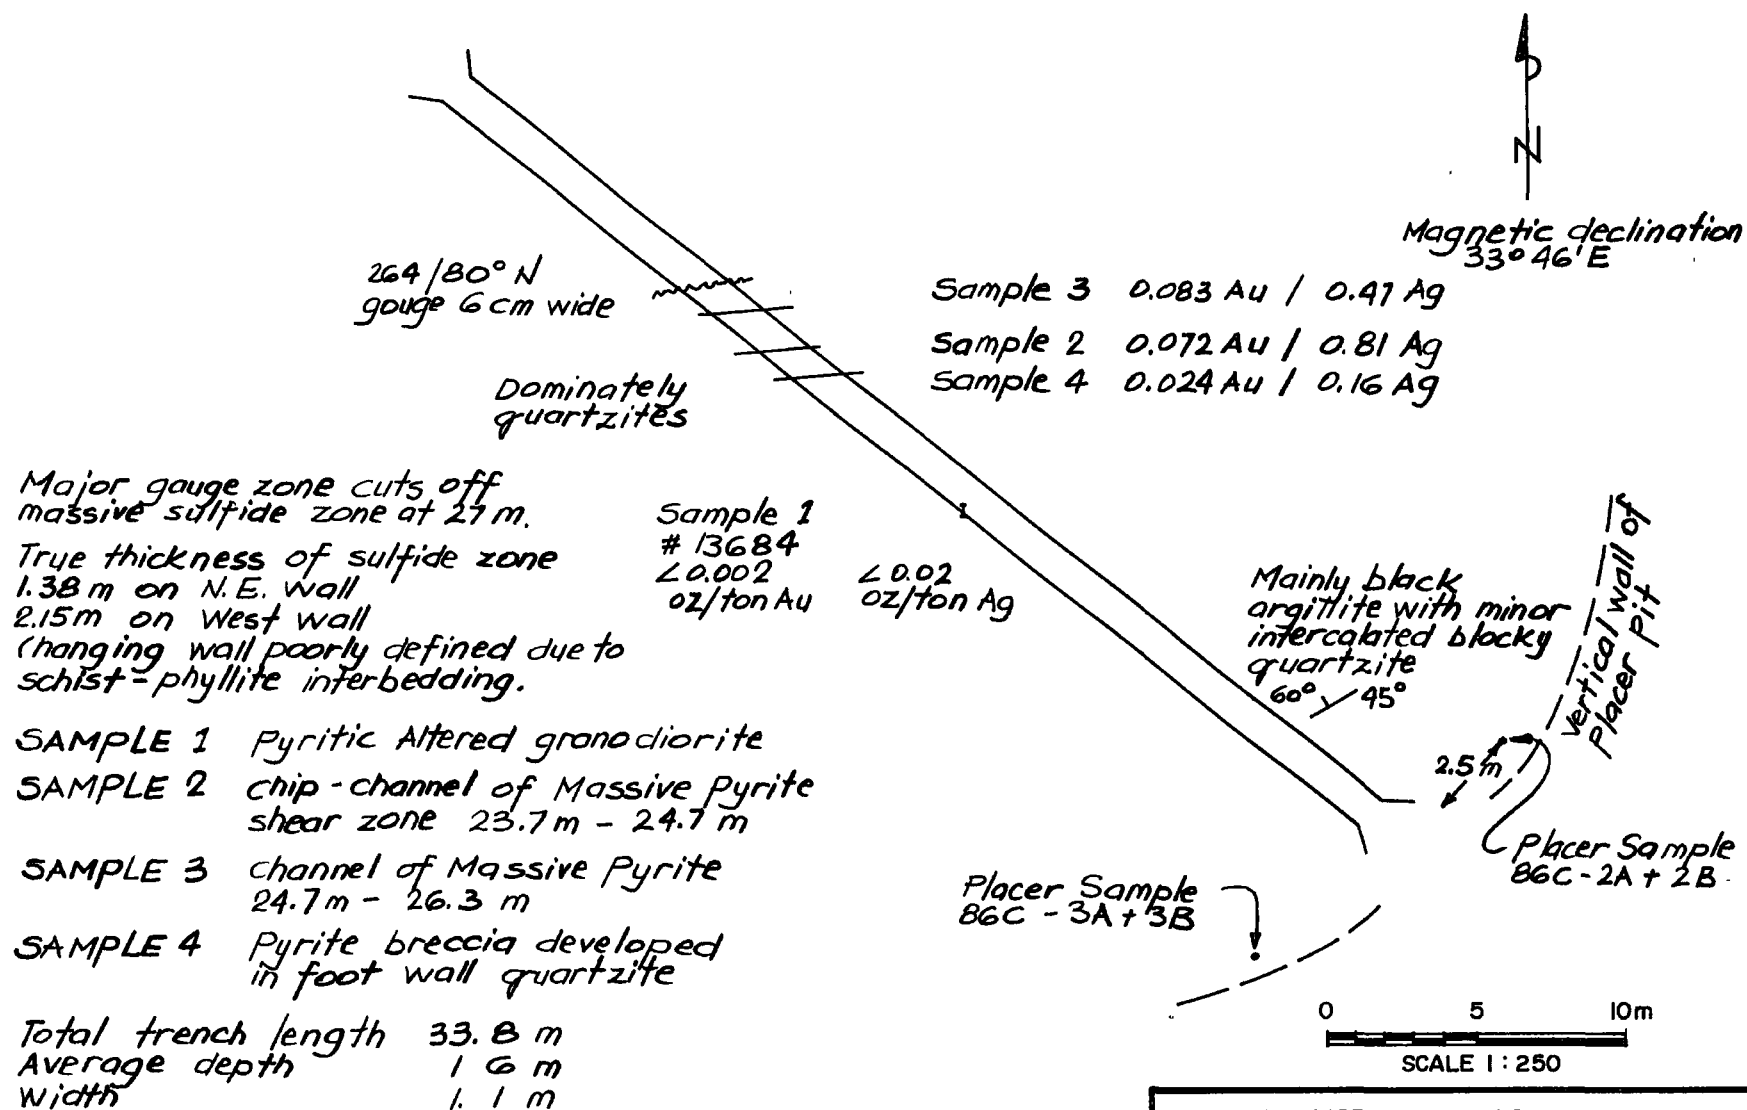 N
Magnetic declination
33° 46' E
264/80° N
gouge 6 cm wide
Sample 3 0.083 Au / 0.47 Ag
Sample 2 0.072 Au / 0.81 Ag
Sample 4 0.024 Au / 0.16 Ag
Dominately
quartzites
Major gauge zone cuts off
massive sulfide zone at 27 m.
True thickness of sulfide zone
1.38 m on N.E. wall
2.15 m on West wall
(hanging wall poorly defined due to
schist-phyllite interbedding.
Sample 1
# 13684
∠0.002 ∠0.02
oz/ton Au oz/ton Ag
Mainly black
argillite with minor
intercalated blocky
quartzite
60° 45°
Vertical wall of
Placer pit
2.5 m
SAMPLE 1 Pyritic Altered granodiorite
SAMPLE 2 chip-channel of Massive Pyrite
shear zone 23.7m - 24.7 m
SAMPLE 3 channel of Massive Pyrite
24.7m - 26.3 m
SAMPLE 4 Pyrite breccia developed
in foot wall quartzite
Placer Sample
86C-2A + 2B
Placer Sample
86C-3A + 3B
Total trench length 33.8 m
Average depth 1 6 m
Width 1.1 m
0 5 10m
SCALE 1:250